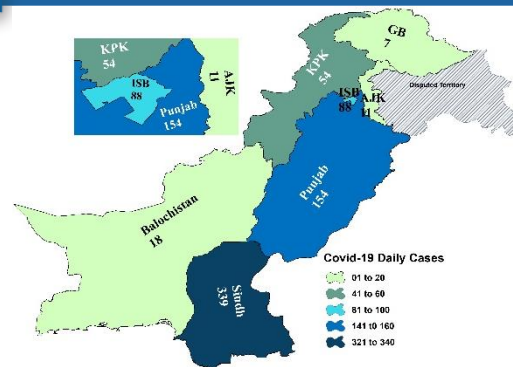 KPK
54
ISB
88
AJK
11
Punjab
154
GB
7
KPK
54
Disputed Territory
ISB
88
AJK
11
Punjab
154
Balochistan
18
Sindh
339
Covid-19 Daily Cases
01 to 20
41 to 60
81 to 100
141 t0 160
321 to 340